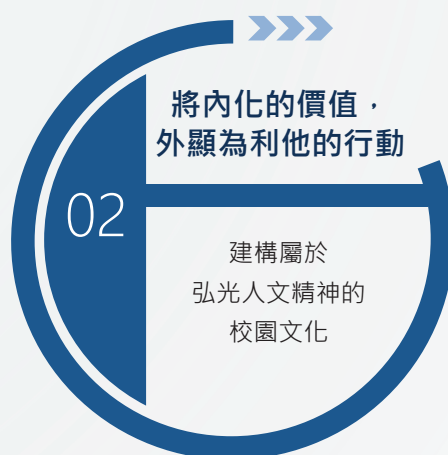 將內化的價值，
外顯為利他的行動
02
建構屬於
弘光人文精神的
校園文化